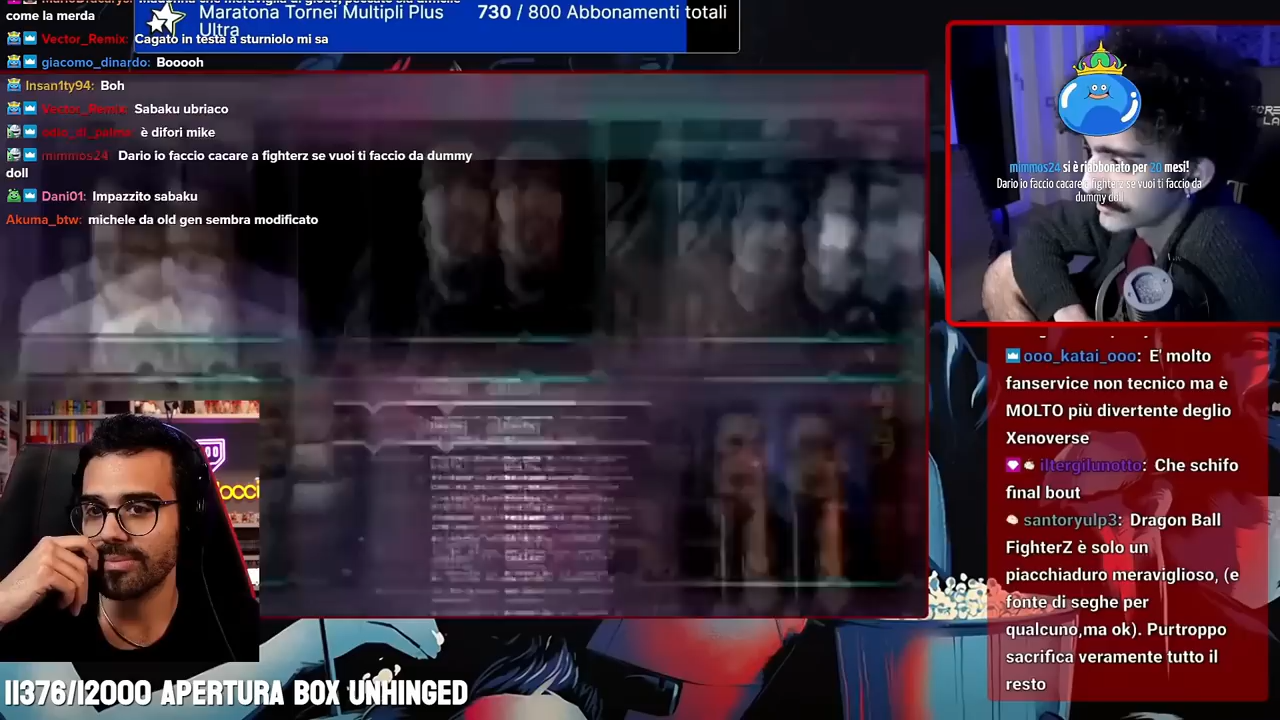 come la merda
Vector_Remix: Cagato in testa a sturniolo mi sa
giacomo_dinardo: Booooh
Insan1ty94: Boh
Vector_Remix: Sabaku ubriaco
odio_di_palma è difori mike
mimmos24 Dario io faccio cacare a fighterz se vuoi ti faccio da dummy
doll
Dani01: Impazzito sabaku
Akuma_btw: michele da old gen sembra modificato
Maratona Tornei Multipli Plus
Ultra
730 / 800 Abbonamenti totali
mimmos24 si è riabbonato per 20 mesi!
Dario io faccio cacare a fighterz se vuoi ti faccio da
dummy doll
ooo_katai_ooo: E' molto
fanservice non tecnico ma è
MOLTO più divertente deglio
Xenoverse
iltergilunotto: Che schifo
final bout
santoryulp3: Dragon Ball
FighterZ è solo un
piacchiaduro meraviglioso, (e
fonte di seghe per
qualcuno,ma ok). Purtroppo
sacrifica veramente tutto il
resto
11376/12000 APERTURA BOX UNHINGED